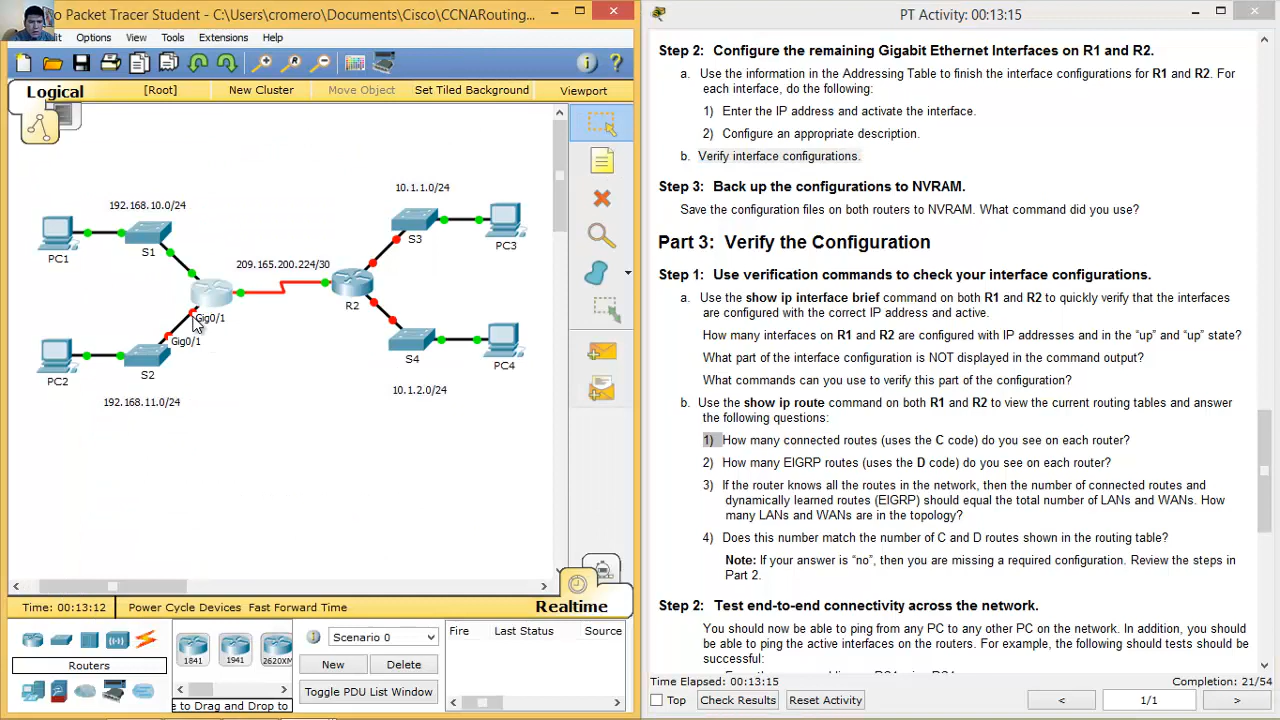 o Packet Tracer Student - C:\Users\cromero\Documents\Cisco\CCNARouting...
Options View Tools Extensions Help
Logical [Root] New Cluster Move Object Set Tiled Background Viewport
192.168.10.0/24
10.1.1.0/24
PC1
S1
S3
PC3
209.165.200.224/30
R2
Gig0/1
Gig0/1
PC2
S2
S4
PC4
192.168.11.0/24
10.1.2.0/24
Time: 00:13:12 Power Cycle Devices Fast Forward Time
Realtime
Routers
1841 1941 2620XM
e to Drag and Drop to
Scenario 0
New Delete
Toggle PDU List Window
Fire Last Status Source
PT Activity: 00:13:15
Step 2: Configure the remaining Gigabit Ethernet Interfaces on R1 and R2.
a. Use the information in the Addressing Table to finish the interface configurations for R1 and R2. For
each interface, do the following:
1) Enter the IP address and activate the interface.
2) Configure an appropriate description.
b. Verify interface configurations.
Step 3: Back up the configurations to NVRAM.
Save the configuration files on both routers to NVRAM. What command did you use?
Part 3: Verify the Configuration
Step 1: Use verification commands to check your interface configurations.
a. Use the show ip interface brief command on both R1 and R2 to quickly verify that the interfaces
are configured with the correct IP address and active.
How many interfaces on R1 and R2 are configured with IP addresses and in the “up” and “up” state?
What part of the interface configuration is NOT displayed in the command output?
What commands can you use to verify this part of the configuration?
b. Use the show ip route command on both R1 and R2 to view the current routing tables and answer
the following questions:
1) How many connected routes (uses the C code) do you see on each router?
2) How many EIGRP routes (uses the D code) do you see on each router?
3) If the router knows all the routes in the network, then the number of connected routes and
dynamically learned routes (EIGRP) should equal the total number of LANs and WANs. How
many LANs and WANs are in the topology?
4) Does this number match the number of C and D routes shown in the routing table?
Note: If your answer is “no”, then you are missing a required configuration. Review the steps in
Part 2.
Step 2: Test end-to-end connectivity across the network.
You should now be able to ping from any PC to any other PC on the network. In addition, you should
be able to ping the active interfaces on the routers. For example, the following tests should be
successful:
Time Elapsed: 00:13:15 Completion: 21/54
Top Check Results Reset Activity < 1/1 >